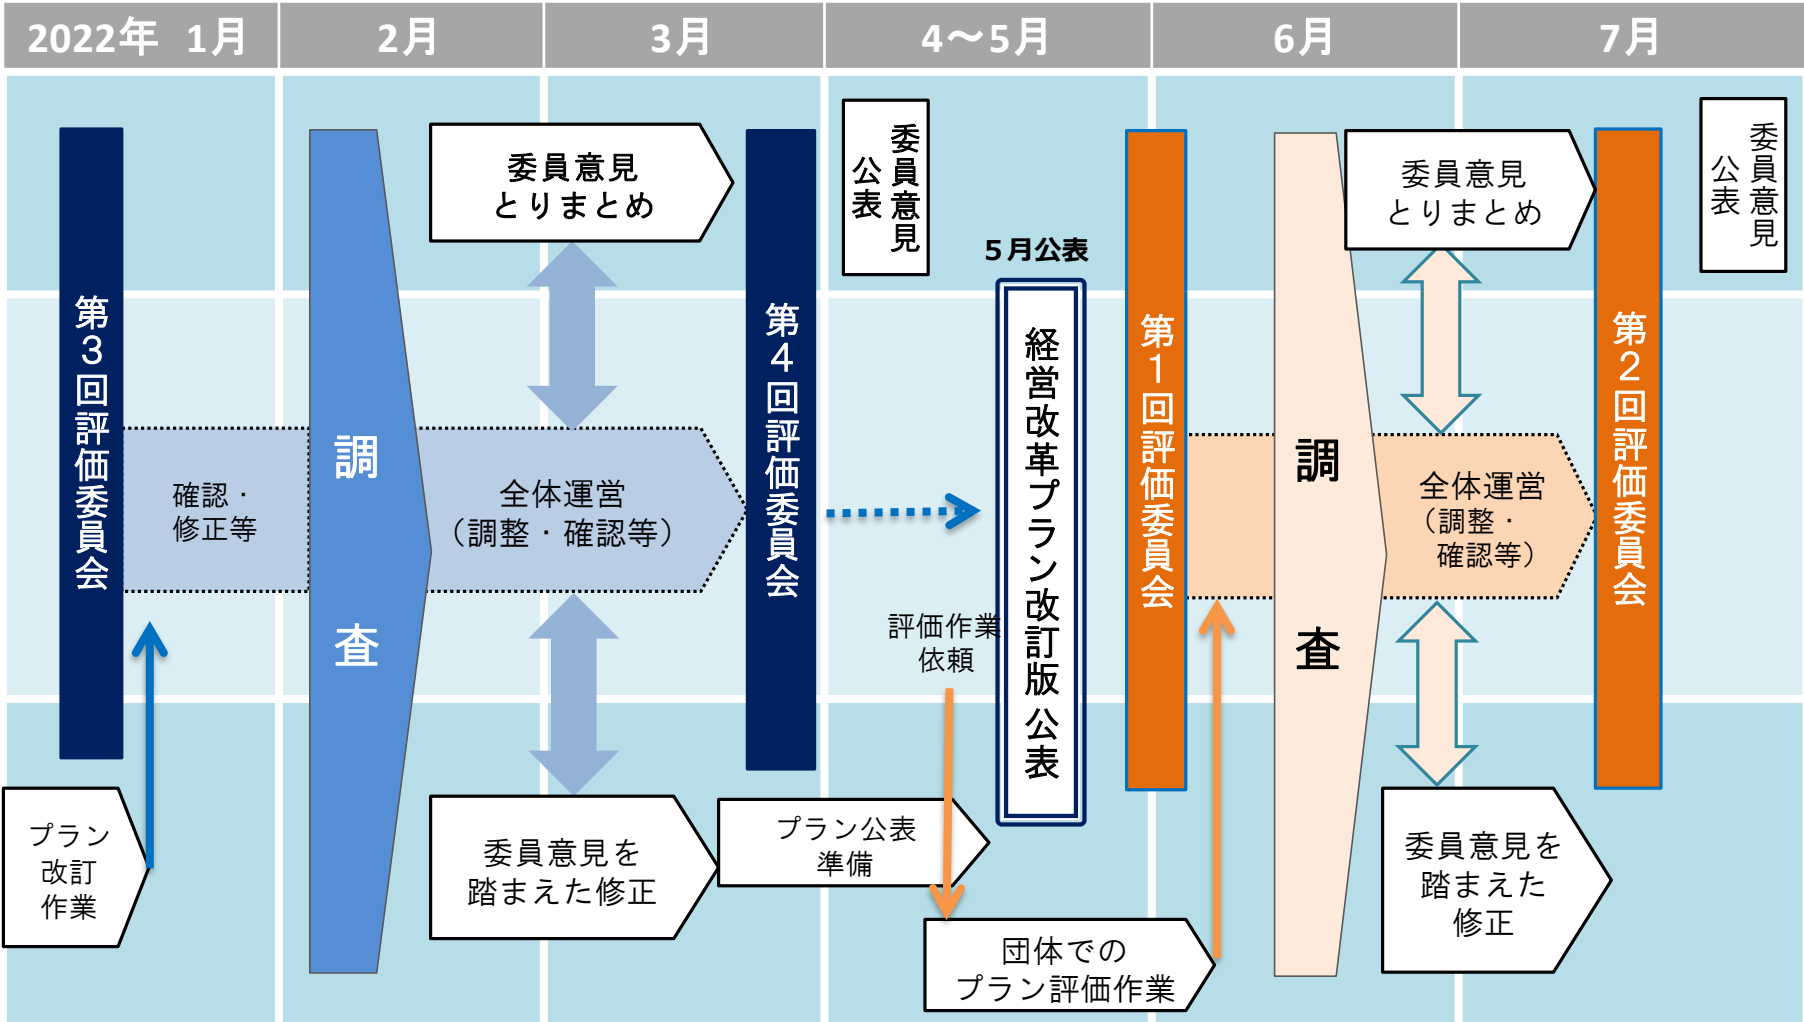 2022年 1月
2月
3月
4～5月
6月
7月
第３回評価委員会
確認・
修正等
プラン
改訂
作業
調査
委員意見
とりまとめ
全体運営
（調整・確認等）
委員意見を
踏まえた修正
第４回評価委員会
委員意見
公表
プラン公表
準備
５月公表
経営改革プラン改訂版 公表
評価作業
依頼
団体での
プラン評価作業
第１回評価委員会
調査
委員意見
とりまとめ
全体運営
（調整・
確認等）
委員意見を
踏まえた
修正
第２回評価委員会
委員意見
公表